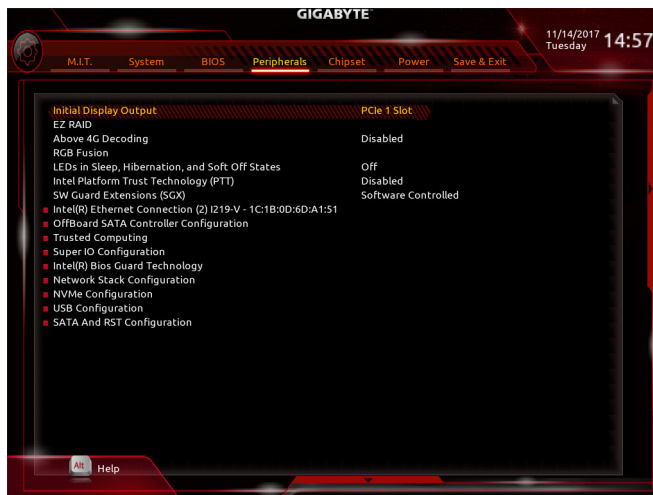 GIGABYTE™
11/14/2017 14:57
Tuesday
M.I.T. System BIOS Peripherals Chipset Power Save & Exit
Initial Display Output PCIe 1 Slot
EZ RAID
Above 4G Decoding Disabled
RGB Fusion
LEDs in Sleep, Hibernation, and Soft Off States Off
Intel Platform Trust Technology (PTT) Disabled
SW Guard Extensions (SGX) Software Controlled
Intel(R) Ethernet Connection (2) I219-V - 1C:1B:0D:6D:A1:51
OffBoard SATA Controller Configuration
Trusted Computing
Super IO Configuration
Intel(R) Bios Guard Technology
Network Stack Configuration
NVMe Configuration
USB Configuration
SATA And RST Configuration
Alt Help